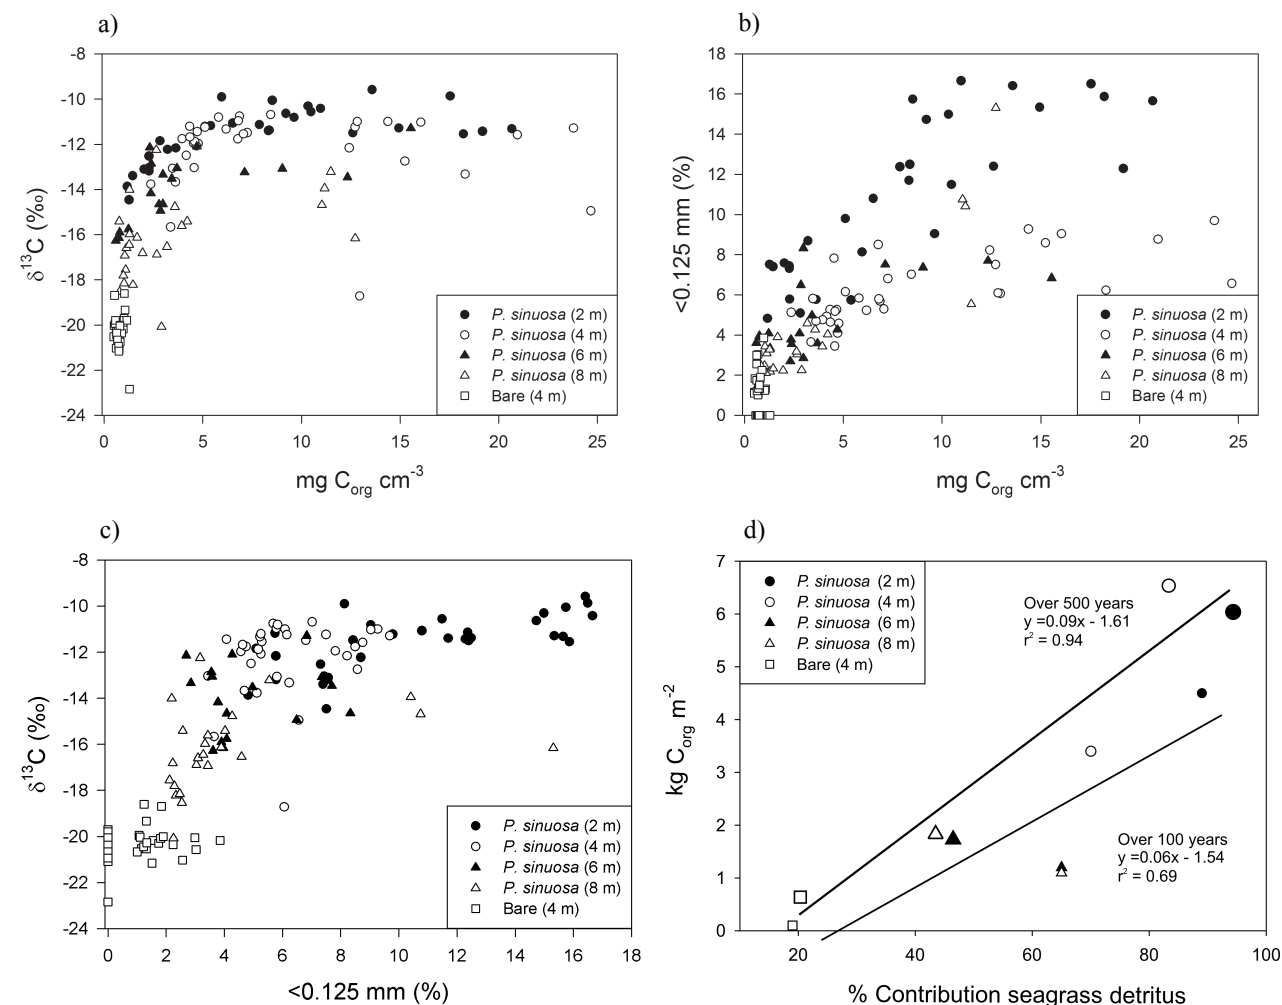 a)
-8
-10
-12
-14
-16
-18
-20
-22
-24
δ13C (‰)
0 5 10 15 20 25
mg Corg cm-3
P. sinuosa (2 m)
P. sinuosa (4 m)
P. sinuosa (6 m)
P. sinuosa (8 m)
Bare (4 m)
b)
18
16
14
12
10
8
6
4
2
0
<0.125 mm (%)
0 5 10 15 20 25
mg Corg cm-3
P. sinuosa (2 m)
P. sinuosa (4 m)
P. sinuosa (6 m)
P. sinuosa (8 m)
Bare (4 m)
c)
-8
-10
-12
-14
-16
-18
-20
-22
-24
δ13C (‰)
0 2 4 6 8 10 12 14 16 18
<0.125 mm (%)
P. sinuosa (2 m)
P. sinuosa (4 m)
P. sinuosa (6 m)
P. sinuosa (8 m)
Bare (4 m)
d)
7
6
5
4
3
2
1
0
kg Corg m-2
20 40 60 80 100
% Contribution seagrass detritus
P. sinuosa (2 m)
P. sinuosa (4 m)
P. sinuosa (6 m)
P. sinuosa (8 m)
Bare (4 m)
Over 500 years
y =0.09x - 1.61
r2 = 0.94
Over 100 years
y =0.06x - 1.54
r2 = 0.69